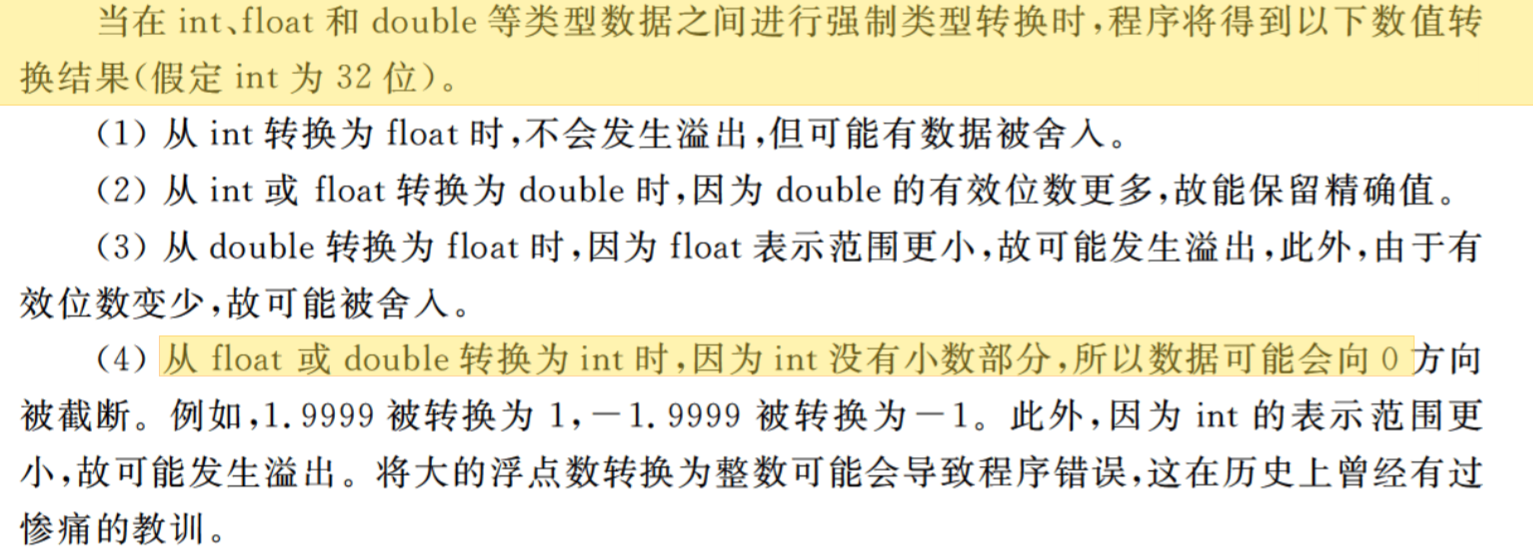 当在 int、float 和 double 等类型数据之间进行强制类型转换时,程序将得到以下数值转
换结果(假定 int 为 32 位)。
(1) 从 int 转换为 float 时,不会发生溢出,但可能有数据被舍入。
(2) 从 int 或 float 转换为 double 时,因为 double 的有效位数更多,故能保留精确值。
(3) 从 double 转换为 float 时,因为 float 表示范围更小,故可能发生溢出,此外,由于有
效位数变少,故可能被舍入。
(4) 从 float 或 double 转换为 int 时,因为 int 没有小数部分,所以数据可能会向 0 方向
被截断。例如,1.9999 被转换为 1,-1.9999 被转换为-1。此外,因为 int 的表示范围更
小,故可能发生溢出。将大的浮点数转换为整数可能会导致程序错误,这在历史上曾经有过
惨痛的教训。